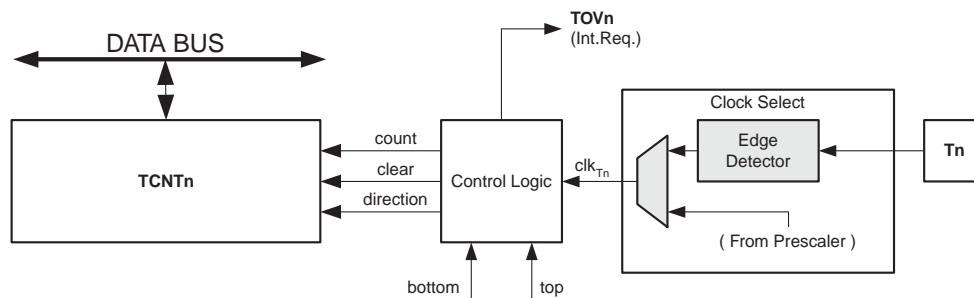 TOVn
(Int.Req.)
DATA BUS
Clock Select
count
Edge
Detector
Tn
TCNTn
clear
Control Logic
clkTn
direction
( From Prescaler )
bottom
top